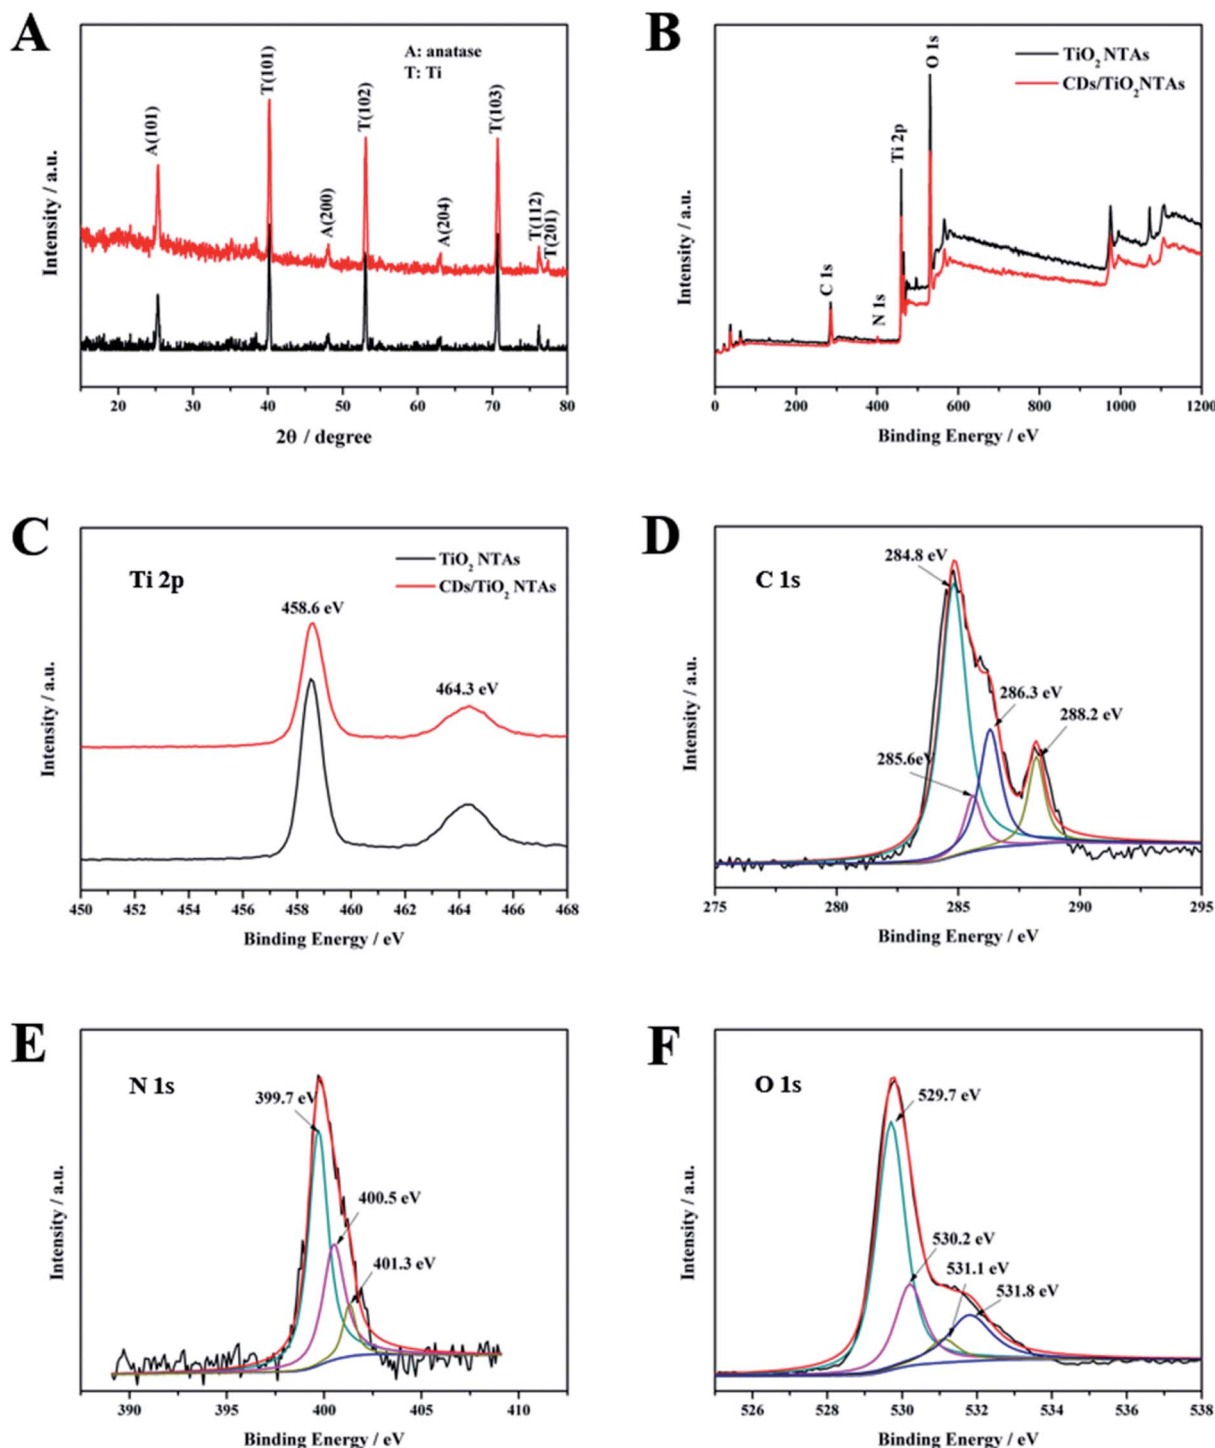 A
A: anatase
T: Ti
A(101)
T(101)
A(200)
T(102)
A(204)
T(103)
T(112)
T(201)
Intensity / a.u.
20 30 40 50 60 70 80
2θ / degree
B
TiO₂ NTAs
CDs/TiO₂NTAs
C 1s
N 1s
Ti 2p
O 1s
Intensity / a.u.
0 200 400 600 800 1000 1200
Binding Energy / eV
C
Ti 2p
TiO₂ NTAs
CDs/TiO₂ NTAs
458.6 eV
464.3 eV
Intensity / a.u.
450 452 454 456 458 460 462 464 466 468
Binding Energy / eV
D
C 1s
284.8 eV
286.3 eV
288.2 eV
285.6eV
Intensity / a.u.
275 280 285 290 295
Binding Energy / eV
E
N 1s
399.7 eV
400.5 eV
401.3 eV
Intensity / a.u.
390 395 400 405 410
Binding Energy / eV
F
O 1s
529.7 eV
530.2 eV
531.1 eV
531.8 eV
Intensity / a.u.
526 528 530 532 534 536 538
Binding Energy / eV